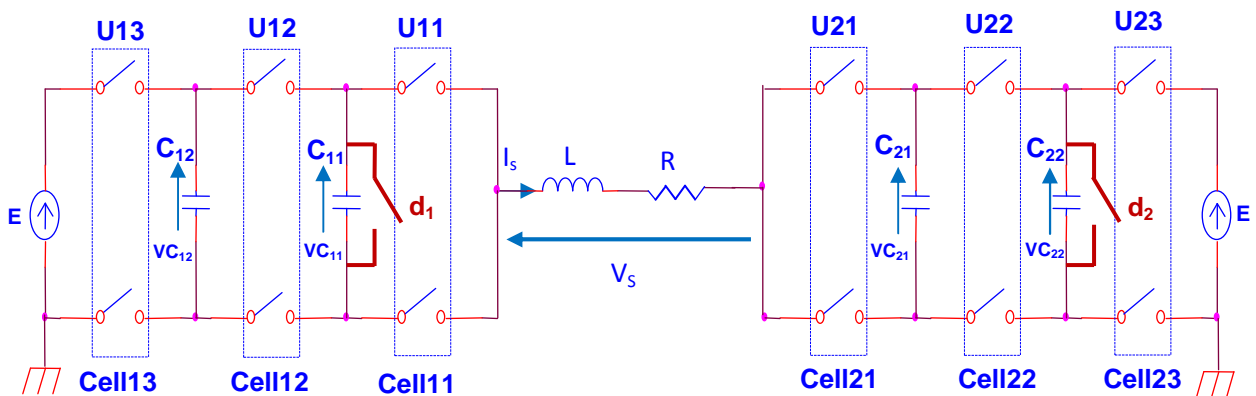 U13 U12 U11 U21 U22 U23
C₁₂ C₁₁ Iₛ L R C₂₁ C₂₂
E d₁ d₂ E
VC₁₂ VC₁₁ VC₂₁ VC₂₂
Vₛ
Cell13 Cell12 Cell11 Cell21 Cell22 Cell23